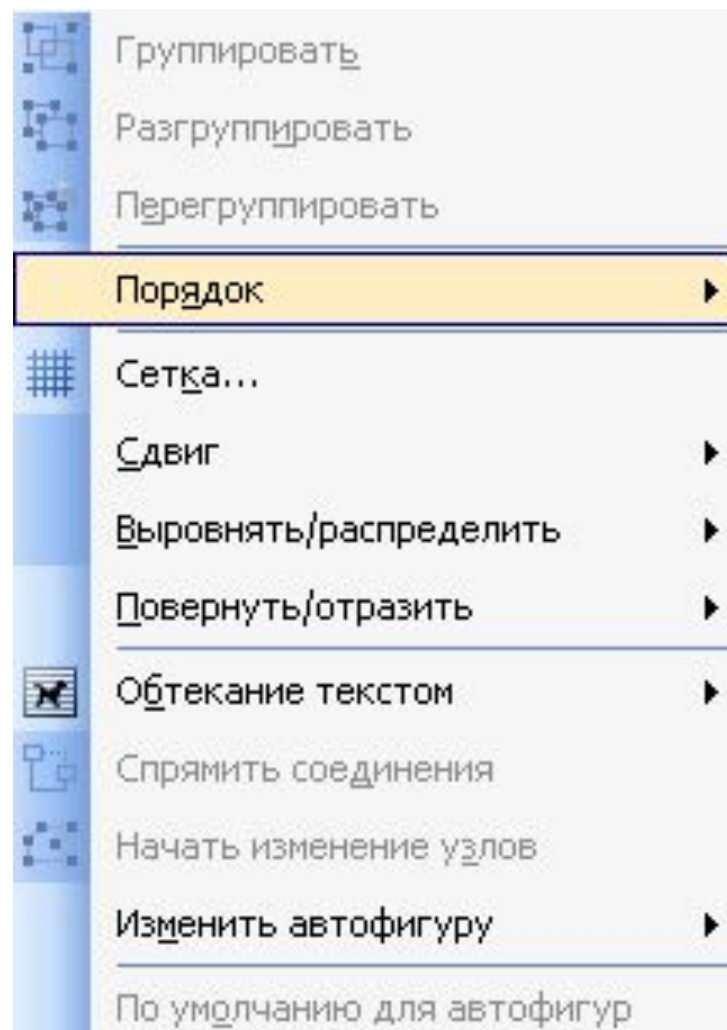 Группировать
Разгруппировать
Перегруппировать
Порядок
Сетка...
Сдвиг
Выровнять/распределить
Повернуть/отразить
Обтекание текстом
Спрямить соединения
Начать изменение узлов
Изменить автофигуру
По умолчанию для автофигур